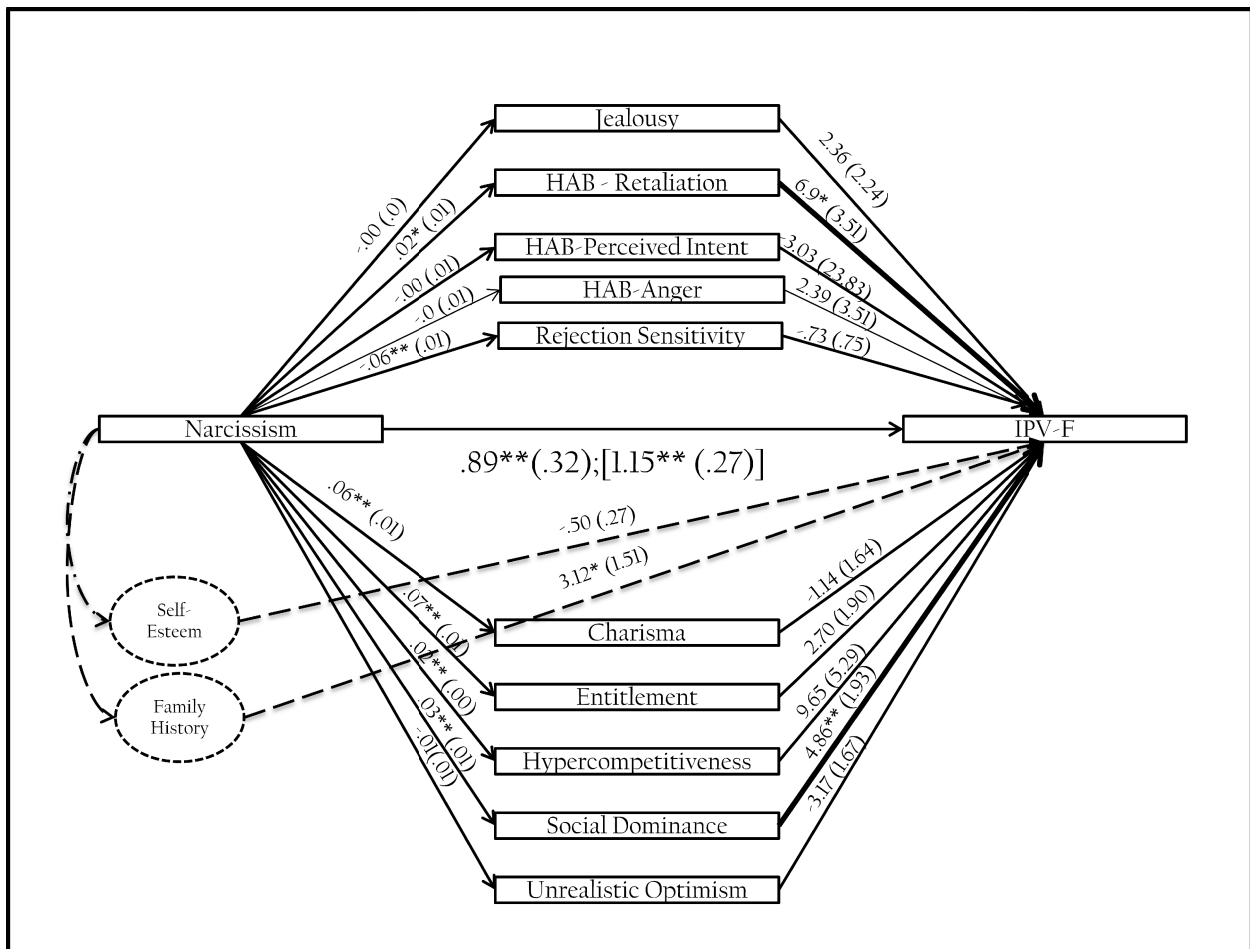 Jealousy
2.36 (2.24)
HAB - Retaliation
6.9* (3.51)
-.00 (.0)
.02* (.01)
HAB-Perceived Intent
-3.03 (23.83)
-.00 (.01)
HAB-Anger
2.39 (3.51)
-.0 (.01)
Rejection Sensitivity
-.73 (.75)
-.06** (.01)
Narcissism
IPV-F
.89**(.32);[1.15** (.27)]
.06** (.01)
-.50 (.27)
3.12* (1.51)
-1.14 (1.64)
Self-
Esteem
.07** (.01)
Charisma
2.70 (1.90)
.02** (.00)
Entitlement
9.65 (5.29)
Family
History
.03** (.01)
4.86** (1.93)
-.01(.01)
Hypercompetitiveness
-3.17 (1.67)
Social Dominance
Unrealistic Optimism